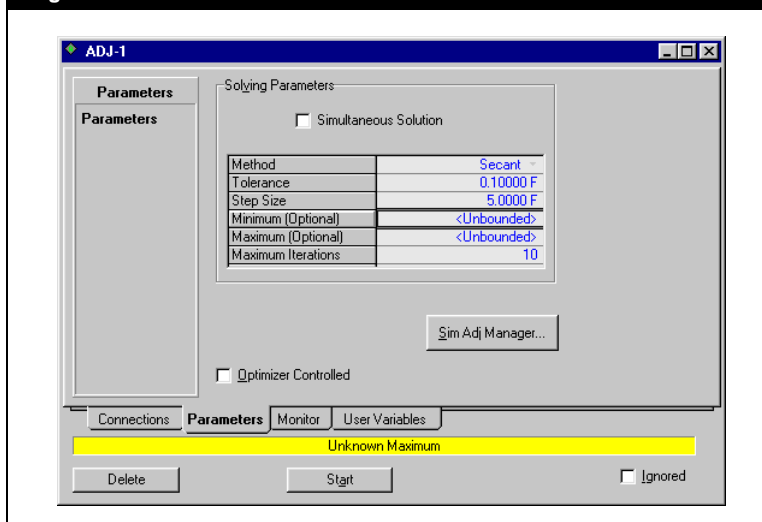 ADJ-1
Parameters
Parameters
Solving Parameters
Simultaneous Solution
Method Secant
Tolerance 0.10000 F
Step Size 5.0000 F
Minimum (Optional) <Unbounded>
Maximum (Optional) <Unbounded>
Maximum Iterations 10
Sim Adj Manager...
Optimizer Controlled
Connections Parameters Monitor User Variables
Unknown Maximum
Delete Start Ignored